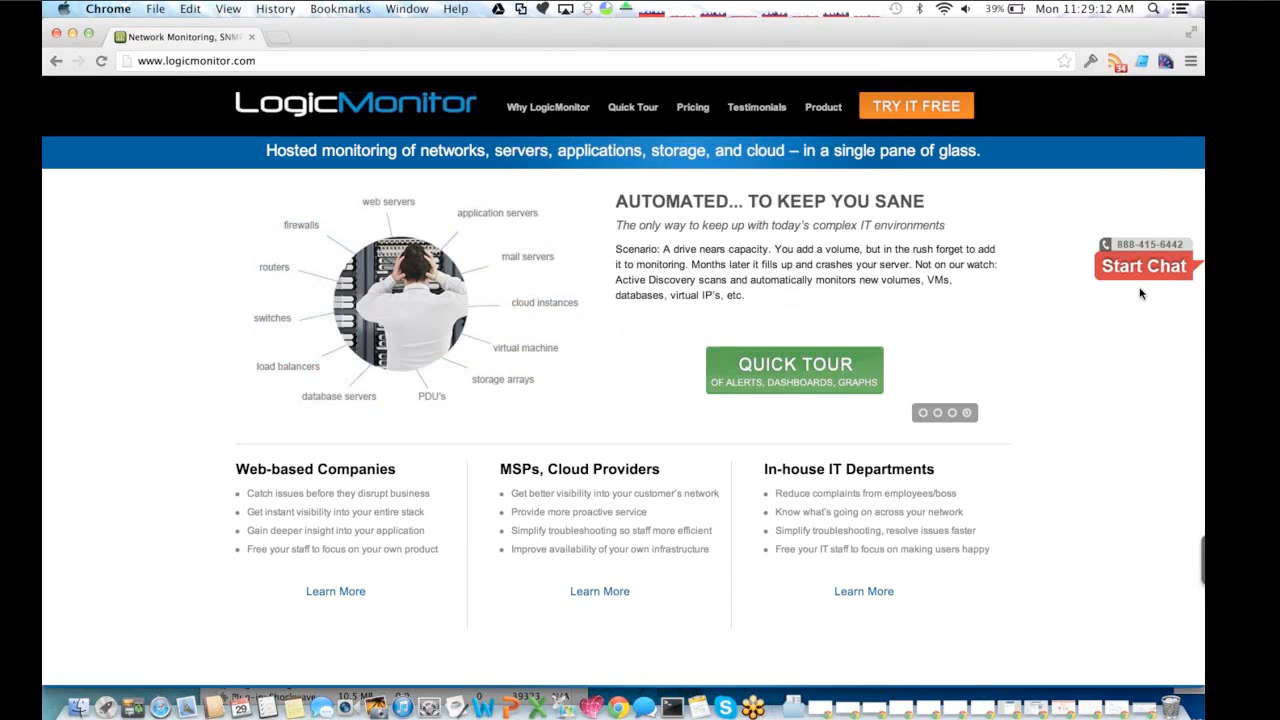 Chrome File Edit View History Bookmarks Window Help 39% Mon 11:29:12 AM
Network Monitoring,
www.logicmonitor.com
34
LogicMonitor Why LogicMonitor Quick Tour Pricing Testimonials Product TRY IT FREE
Hosted monitoring of networks, servers, applications, storage, and cloud – in a single pane of glass.
web servers
application servers
firewalls
mail servers
routers
cloud instances
switches
virtual machine
load balancers
storage arrays
database servers
PDU's
AUTOMATED... TO KEEP YOU SANE
The only way to keep up with today's complex IT environments
Scenario: A drive nears capacity. You add a volume, but in the rush forget to add
it to monitoring. Months later it fills up and crashes your server. Not on our watch:
Active Discovery scans and automatically monitors new volumes, VMs,
databases, virtual IP's, etc.
QUICK TOUR
OF ALERTS, DASHBOARDS, GRAPHS
888-415-6442
Start Chat
Web-based Companies
Catch issues before they disrupt business
Get instant visibility into your entire stack
Gain deeper insight into your application
Free your staff to focus on your own product
Learn More
MSPs, Cloud Providers
Get better visibility into your customer's network
Provide more proactive service
Simplify troubleshooting so staff more efficient
Improve availability of your own infrastructure
Learn More
In-house IT Departments
Reduce complaints from employees/boss
Know what's going on across your network
Simplify troubleshooting, resolve issues faster
Free your IT staff to focus on making users happy
Learn More
29